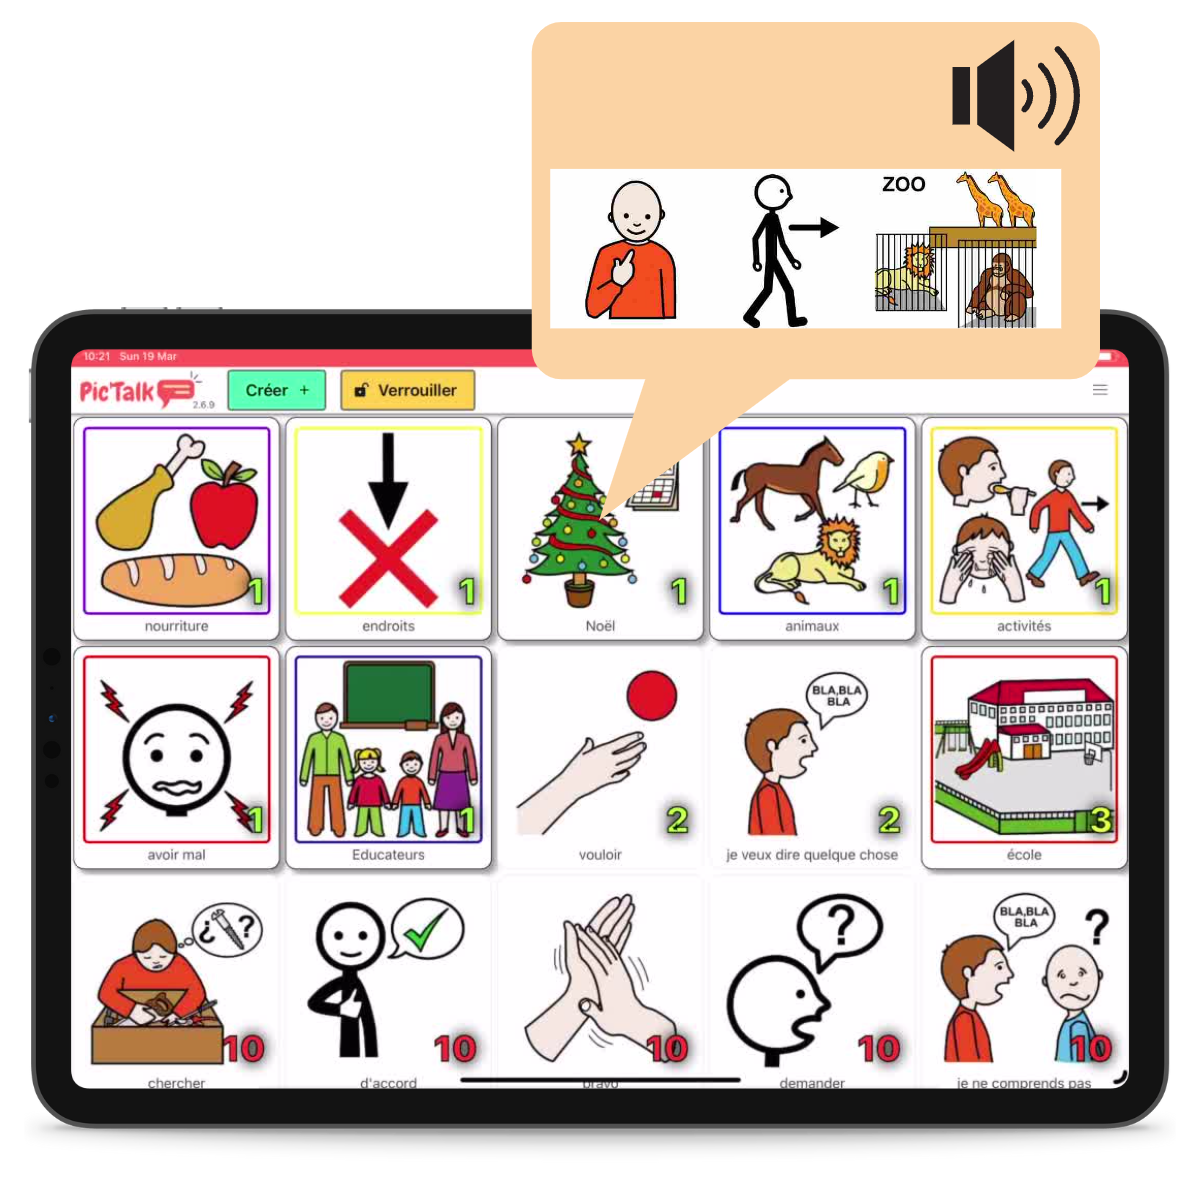 ZOO
10:21 Sun 19 Mar
Pic'Talk
2.6.9
Créer +
Verrouiller
1
1
1
1
1
nourriture
endroits
Noël
animaux
activités
BLA,BLA
BLA
1
1
2
2
3
avoir mal
Educateurs
vouloir
je veux dire quelque chose
école
¿ ?
?
BLA,BLA
BLA
?
10
10
10
10
10
chercher
d'accord
bravo
demander
je ne comprends pas